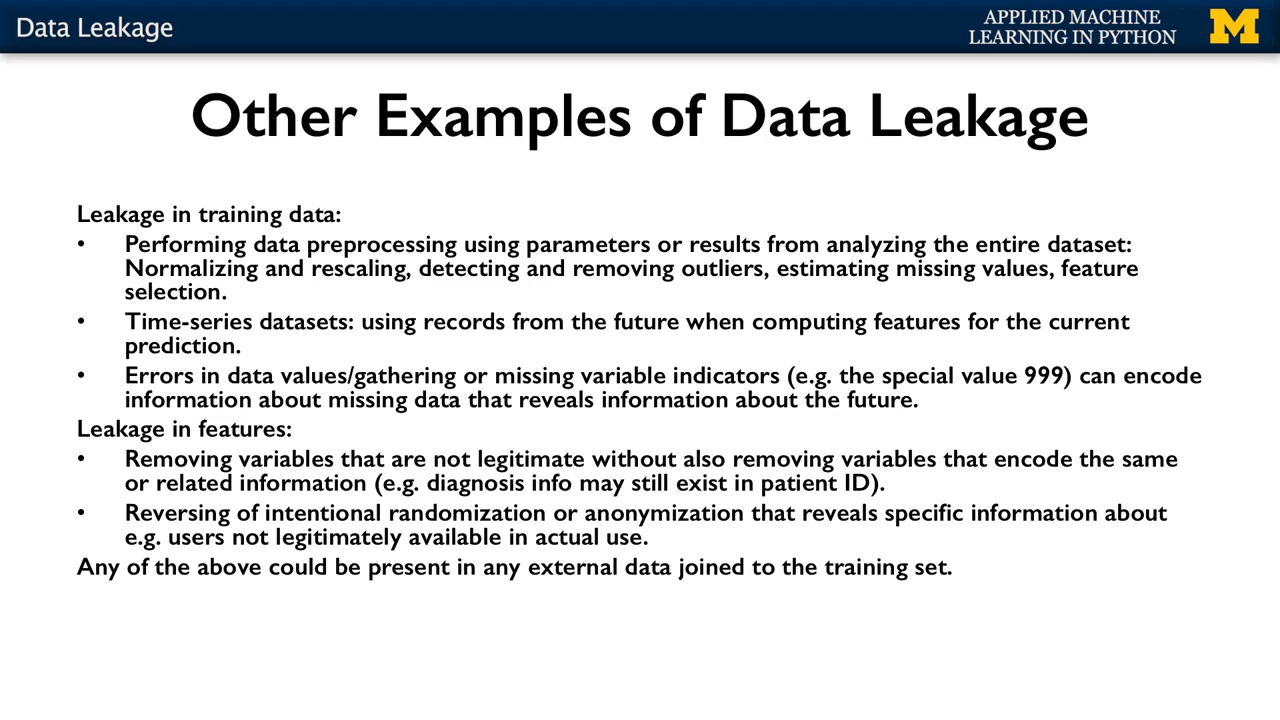 Data Leakage
APPLIED MACHINE
LEARNING IN PYTHON
M
Other Examples of Data Leakage
Leakage in training data:
• Performing data preprocessing using parameters or results from analyzing the entire dataset:
Normalizing and rescaling, detecting and removing outliers, estimating missing values, feature
selection.
• Time-series datasets: using records from the future when computing features for the current
prediction.
• Errors in data values/gathering or missing variable indicators (e.g. the special value 999) can encode
information about missing data that reveals information about the future.
Leakage in features:
• Removing variables that are not legitimate without also removing variables that encode the same
or related information (e.g. diagnosis info may still exist in patient ID).
• Reversing of intentional randomization or anonymization that reveals specific information about
e.g. users not legitimately available in actual use.
Any of the above could be present in any external data joined to the training set.